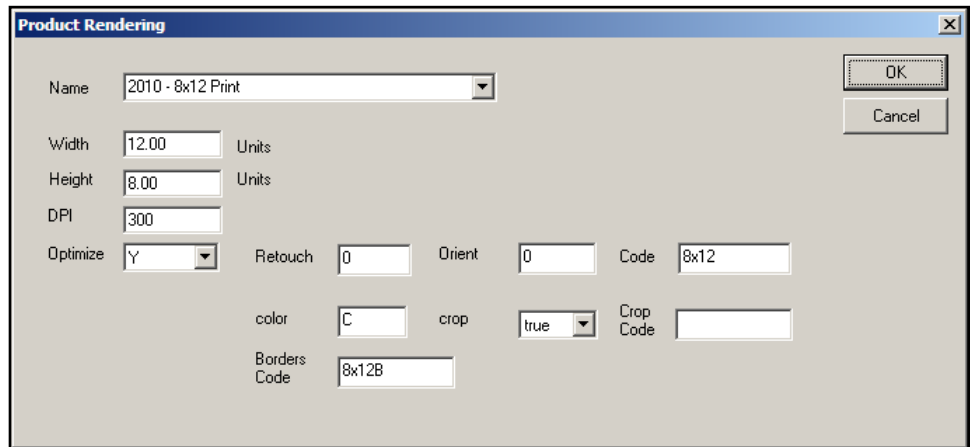 Product Rendering
OK
Name 2010 - 8x12 Print
Cancel
Width 12.00 Units
Height 8.00 Units
DPI 300
Optimize Y Retouch 0 Orient 0 Code 8x12
color C crop true Crop
Code
Borders
Code 8x12B